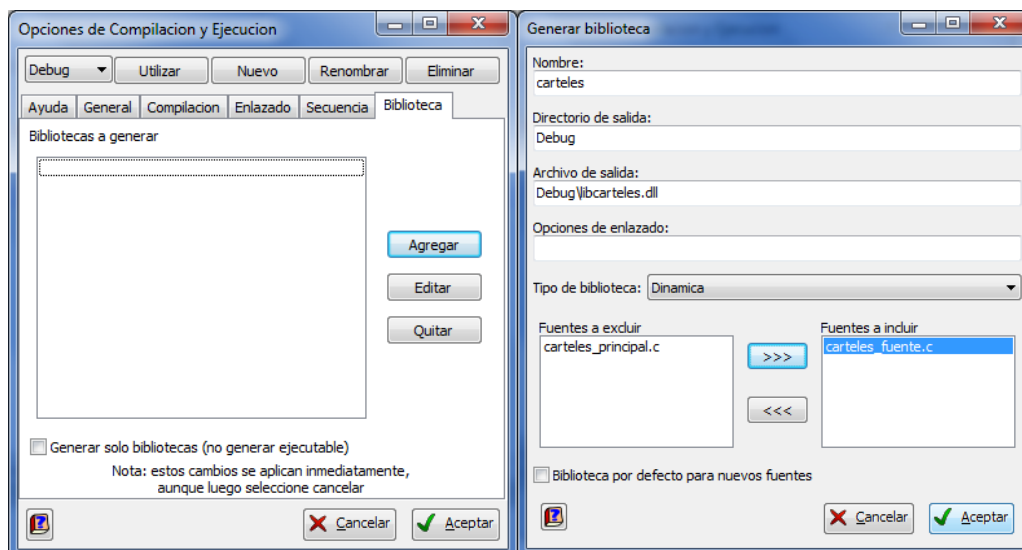 Opciones de Compilacion y Ejecucion
Debug Utilizar Nuevo Renombrar Eliminar
Ayuda General Compilacion Enlazado Secuencia Biblioteca
Bibliotecas a generar
Agregar
Editar
Quitar
Generar solo bibliotecas (no generar ejecutable)
Nota: estos cambios se aplican inmediatamente,
aunque luego seleccione cancelar
Cancelar Aceptar
Generar biblioteca
Nombre:
carteles
Directorio de salida:
Debug
Archivo de salida:
Debug\libcarteles.dll
Opciones de enlazado:
Tipo de biblioteca: Dinamica
Fuentes a excluir Fuentes a incluir
carteles_principal.c carteles_fuente.c
>>>
<<<
Biblioteca por defecto para nuevos fuentes
Cancelar Aceptar